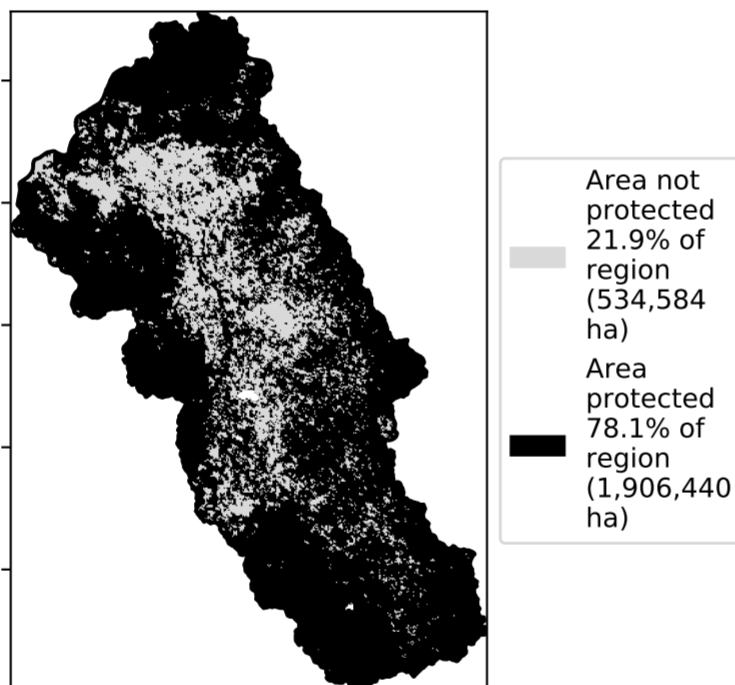 Area not
protected
21.9% of
region
(534,584
ha)
Area
protected
78.1% of
region
(1,906,440
ha)